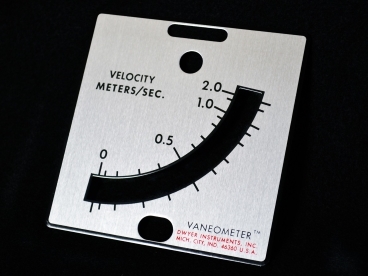 VELOCITY
METERS/SEC.
2.0
1.0
0.5
0
VANEOMETER™
DWYER INSTRUMENTS, INC.
MICH. CITY, IND. 46360 U.S.A.